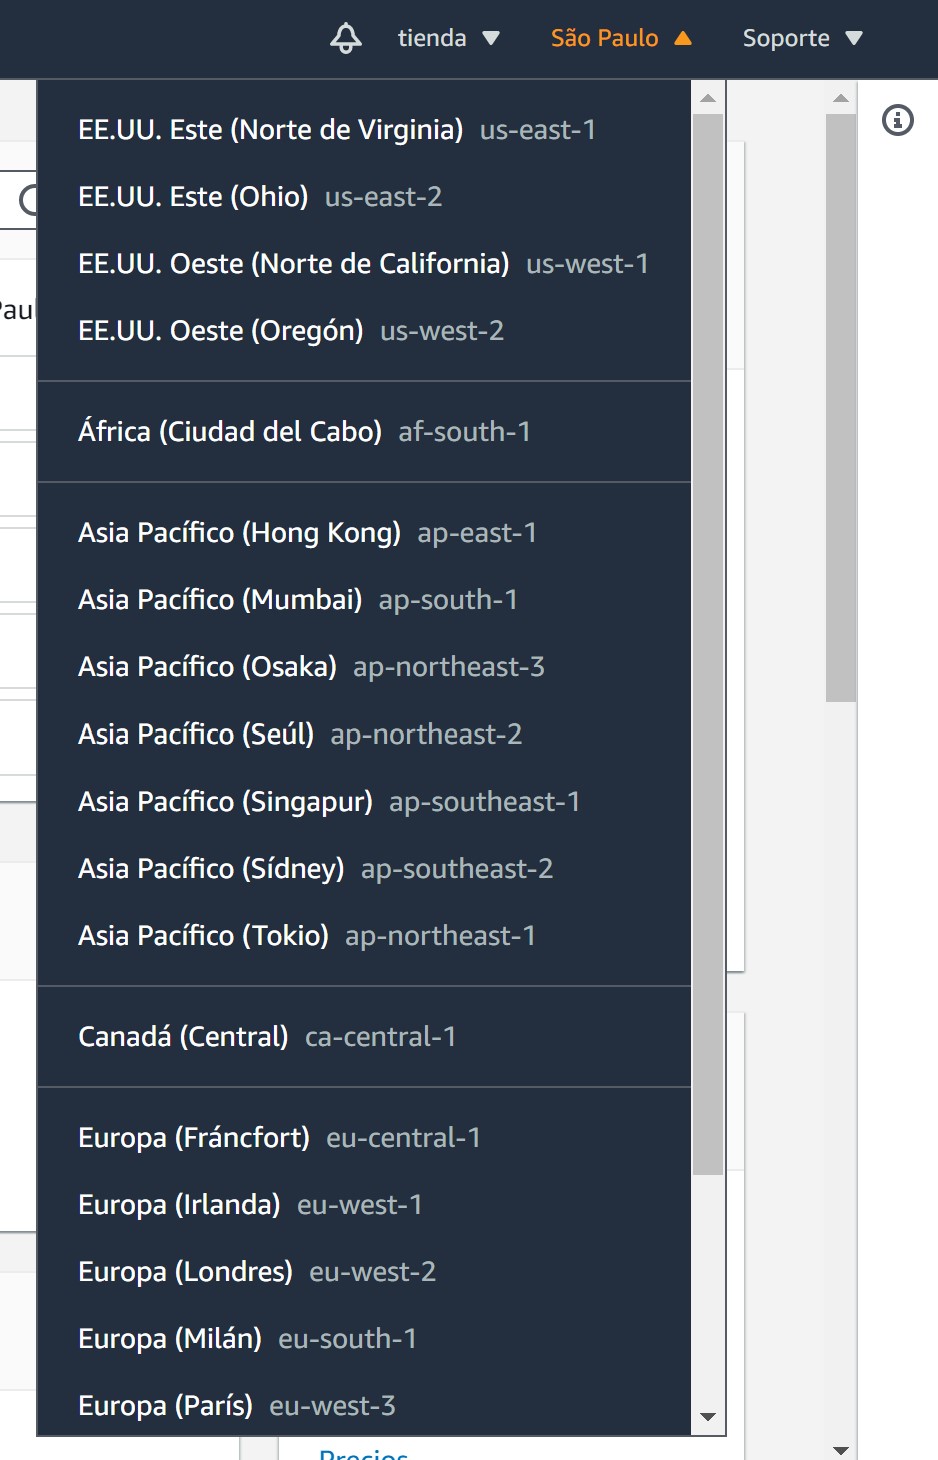 tienda São Paulo Soporte
EE.UU. Este (Norte de Virginia) us-east-1
EE.UU. Este (Ohio) us-east-2
EE.UU. Oeste (Norte de California) us-west-1
EE.UU. Oeste (Oregón) us-west-2
África (Ciudad del Cabo) af-south-1
Asia Pacífico (Hong Kong) ap-east-1
Asia Pacífico (Mumbai) ap-south-1
Asia Pacífico (Osaka) ap-northeast-3
Asia Pacífico (Seúl) ap-northeast-2
Asia Pacífico (Singapur) ap-southeast-1
Asia Pacífico (Sídney) ap-southeast-2
Asia Pacífico (Tokio) ap-northeast-1
Canadá (Central) ca-central-1
Europa (Fráncfort) eu-central-1
Europa (Irlanda) eu-west-1
Europa (Londres) eu-west-2
Europa (Milán) eu-south-1
Europa (París) eu-west-3
Precios